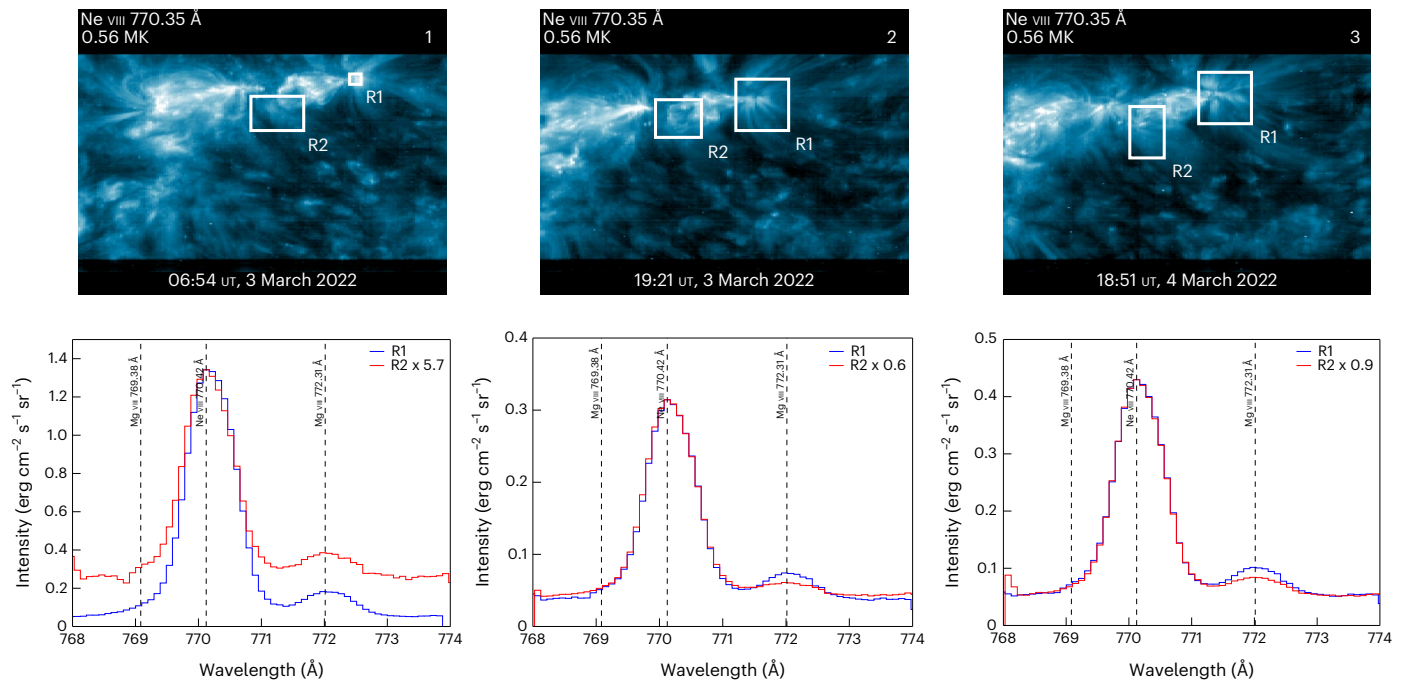 Ne VIII 770.35 Å
0.56 MK
1
R1
R2
06:54 UT, 3 March 2022
Ne VIII 770.35 Å
0.56 MK
2
R2
R1
19:21 UT, 3 March 2022
Ne VIII 770.35 Å
0.56 MK
3
R1
R2
18:51 UT, 4 March 2022
Intensity (erg cm⁻² s⁻¹ sr⁻¹)
1.4
1.2
1.0
0.8
0.6
0.4
0.2
0
Mg VIII 769.38 Å
Ne VIII 770.42 Å
Mg VIII 772.31 Å
R1
R2 x 5.7
768
769
770
771
772
773
774
Wavelength (Å)
Intensity (erg cm⁻² s⁻¹ sr⁻¹)
0.4
0.3
0.2
0.1
0
Mg VIII 769.38 Å
Ne VIII 770.42 Å
Mg VIII 772.31 Å
R1
R2 x 0.6
768
769
770
771
772
773
774
Wavelength (Å)
Intensity (erg cm⁻² s⁻¹ sr⁻¹)
0.5
0.4
0.3
0.2
0.1
0
Mg VIII 769.38 Å
Ne VIII 770.42 Å
Mg VIII 772.31 Å
R1
R2 x 0.9
768
769
770
771
772
773
774
Wavelength (Å)